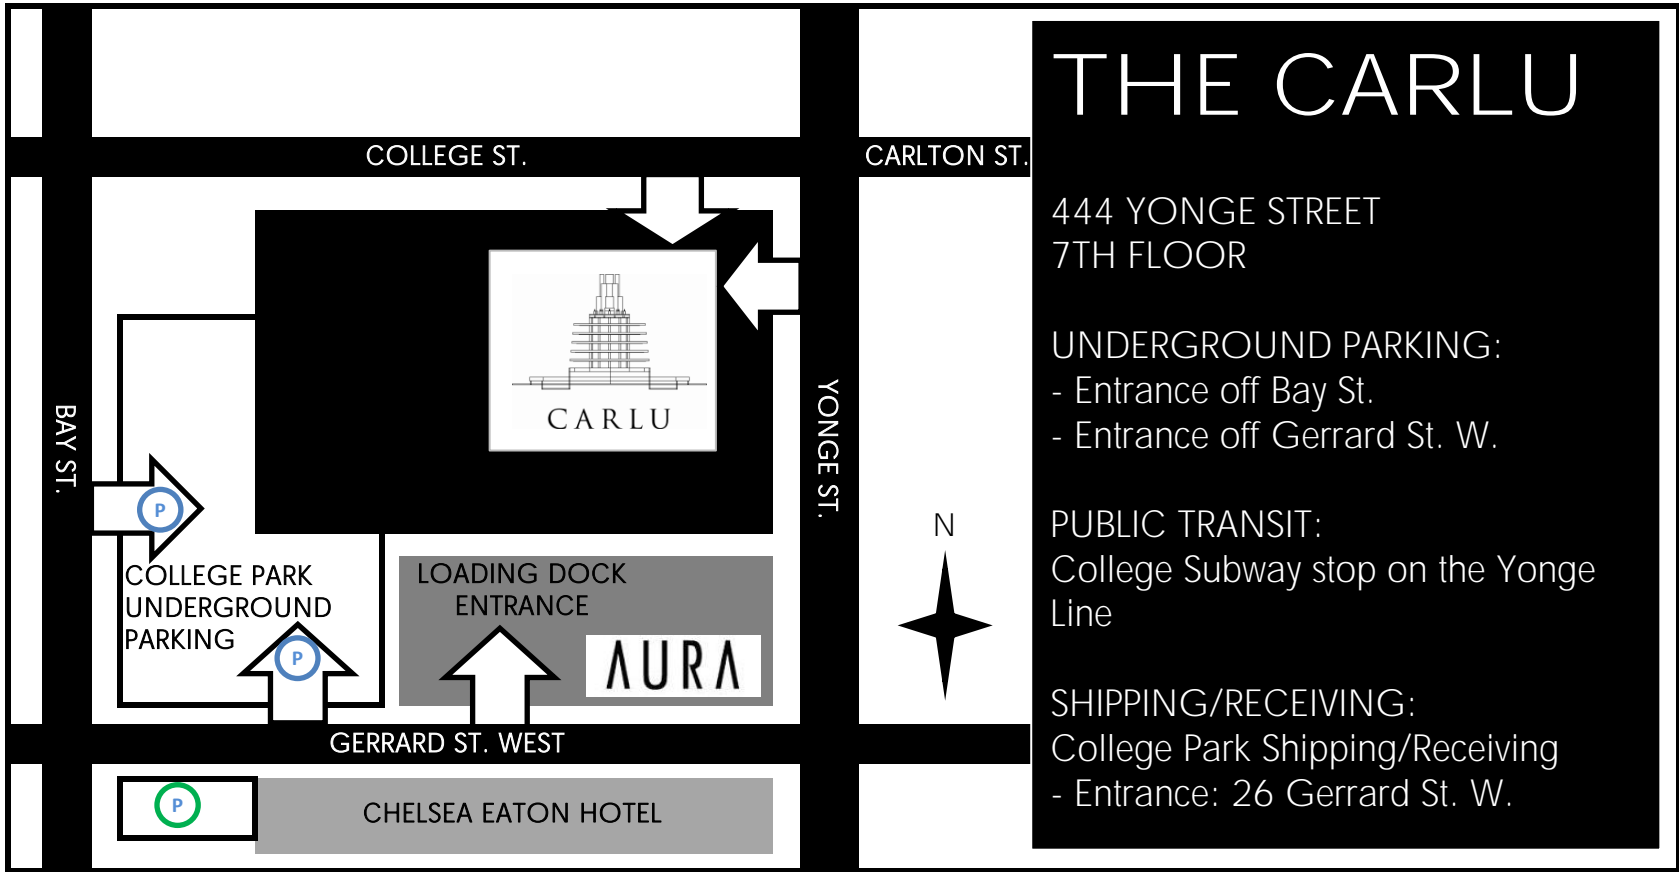 THE CARLU
COLLEGE ST.
CARLTON ST.
444 YONGE STREET
7TH FLOOR
CARLU
UNDERGROUND PARKING:
- Entrance off Bay St.
- Entrance off Gerrard St. W.
BAY ST.
YONGE ST.
P
N
PUBLIC TRANSIT:
College Subway stop on the Yonge
Line
COLLEGE PARK
UNDERGROUND
PARKING
P
LOADING DOCK
ENTRANCE
AURA
SHIPPING/RECEIVING:
College Park Shipping/Receiving
- Entrance: 26 Gerrard St. W.
GERRARD ST. WEST
P
CHELSEA EATON HOTEL